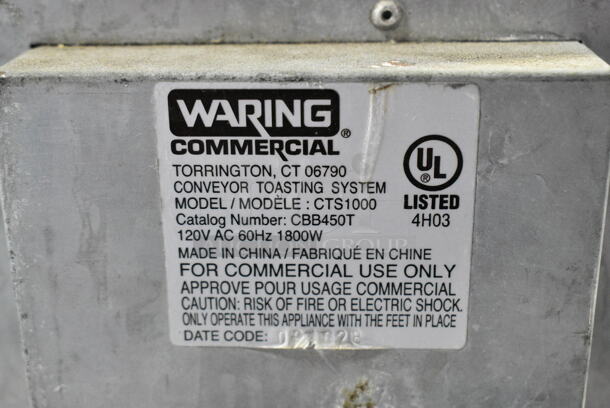 WARING
COMMERCIAL®
TORRINGTON, CT 06790
CONVEYOR TOASTING SYSTEM
MODEL / MODÈLE : CTS1000
Catalog Number: CBB450T
120V AC 60Hz 1800W
MADE IN CHINA / FABRIQUÉ EN CHINE
FOR COMMERCIAL USE ONLY
APPROVE POUR USAGE COMMERCIAL
CAUTION: RISK OF FIRE OR ELECTRIC SHOCK.
ONLY OPERATE THIS APPLIANCE WITH THE FEET IN PLACE
DATE CODE:
UL
®
LISTED
4H03
GROUP